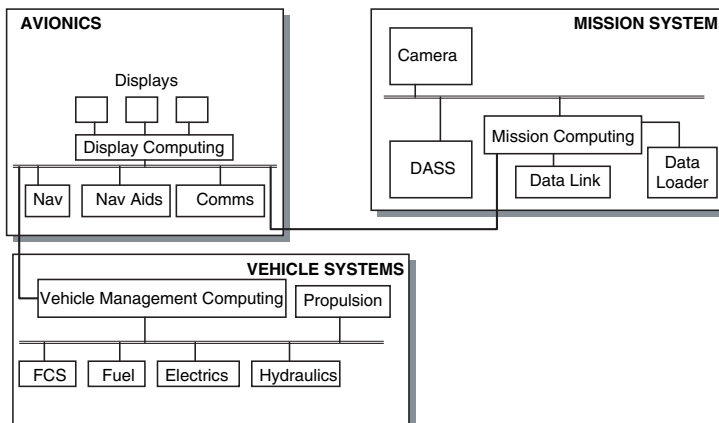 AVIONICS
Displays
Display Computing
Nav
Nav Aids
Comms
MISSION SYSTEM
Camera
DASS
Mission Computing
Data Link
Data
Loader
VEHICLE SYSTEMS
Vehicle Management Computing
Propulsion
FCS
Fuel
Electrics
Hydraulics